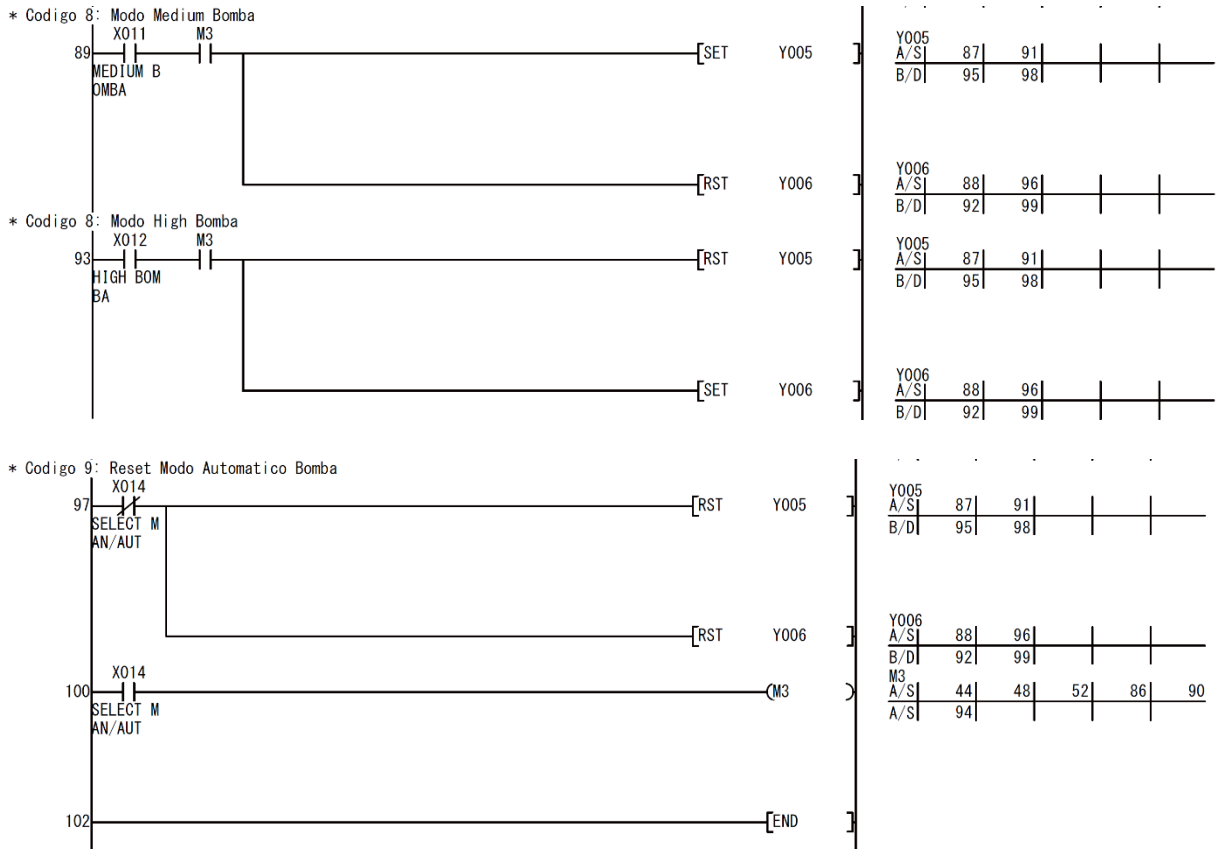 * Codigo 8: Modo Medium Bomba
X011 M3
89 [SET Y005 ]
MEDIUM B
OMBA
Y005
A/S 87 91
B/D 95 98
[RST Y006 ]
Y006
A/S 88 96
B/D 92 99
* Codigo 8: Modo High Bomba
X012 M3
93 [RST Y005 ]
HIGH BOM
BA
Y005
A/S 87 91
B/D 95 98
[SET Y006 ]
Y006
A/S 88 96
B/D 92 99
* Codigo 9: Reset Modo Automatico Bomba
X014
97 [RST Y005 ]
SELECT M
AN/AUT
Y005
A/S 87 91
B/D 95 98
[RST Y006 ]
Y006
A/S 88 96
B/D 92 99
X014
100 (M3 )
SELECT M
AN/AUT
M3
A/S 44 48 52 86 90
A/S 94
102 [END ]